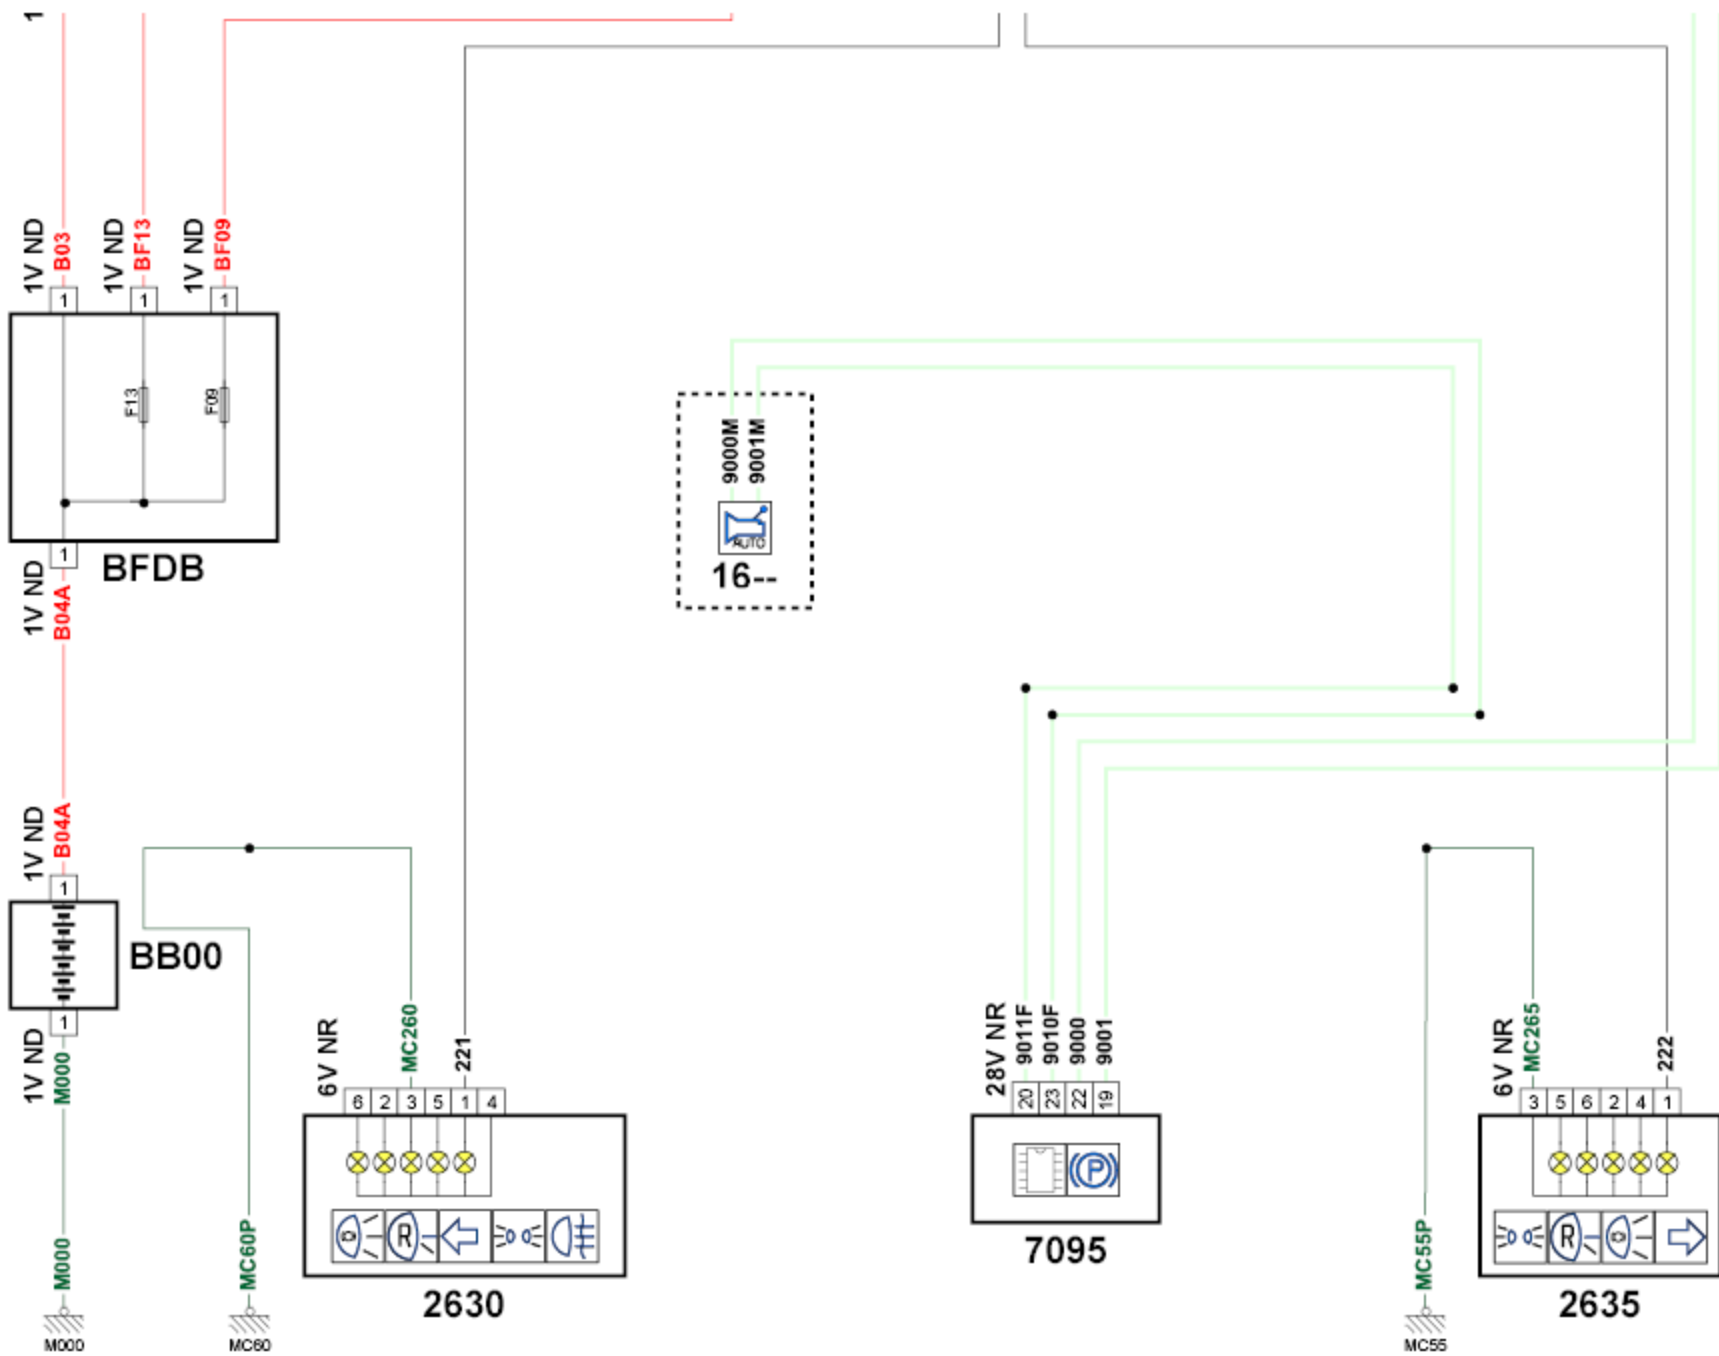 1
1V ND B03 1V ND BF13 1V ND BF09
1 1 1
F13 F09
1
BFDB
1V ND B04A
9000M 9001M
AUTO
16--
1V ND B04A
1
BB00
1
1V ND M000
6V NR MC260 221
28V NR 9011F 9010F 9000 9001
6V NR MC265 222
6 2 3 5 1 4
20 23 22 19
3 5 6 2 4 1
R
P
R
M000
MC60P
MC55P
2630
7095
2635
M000
MC60
MC55